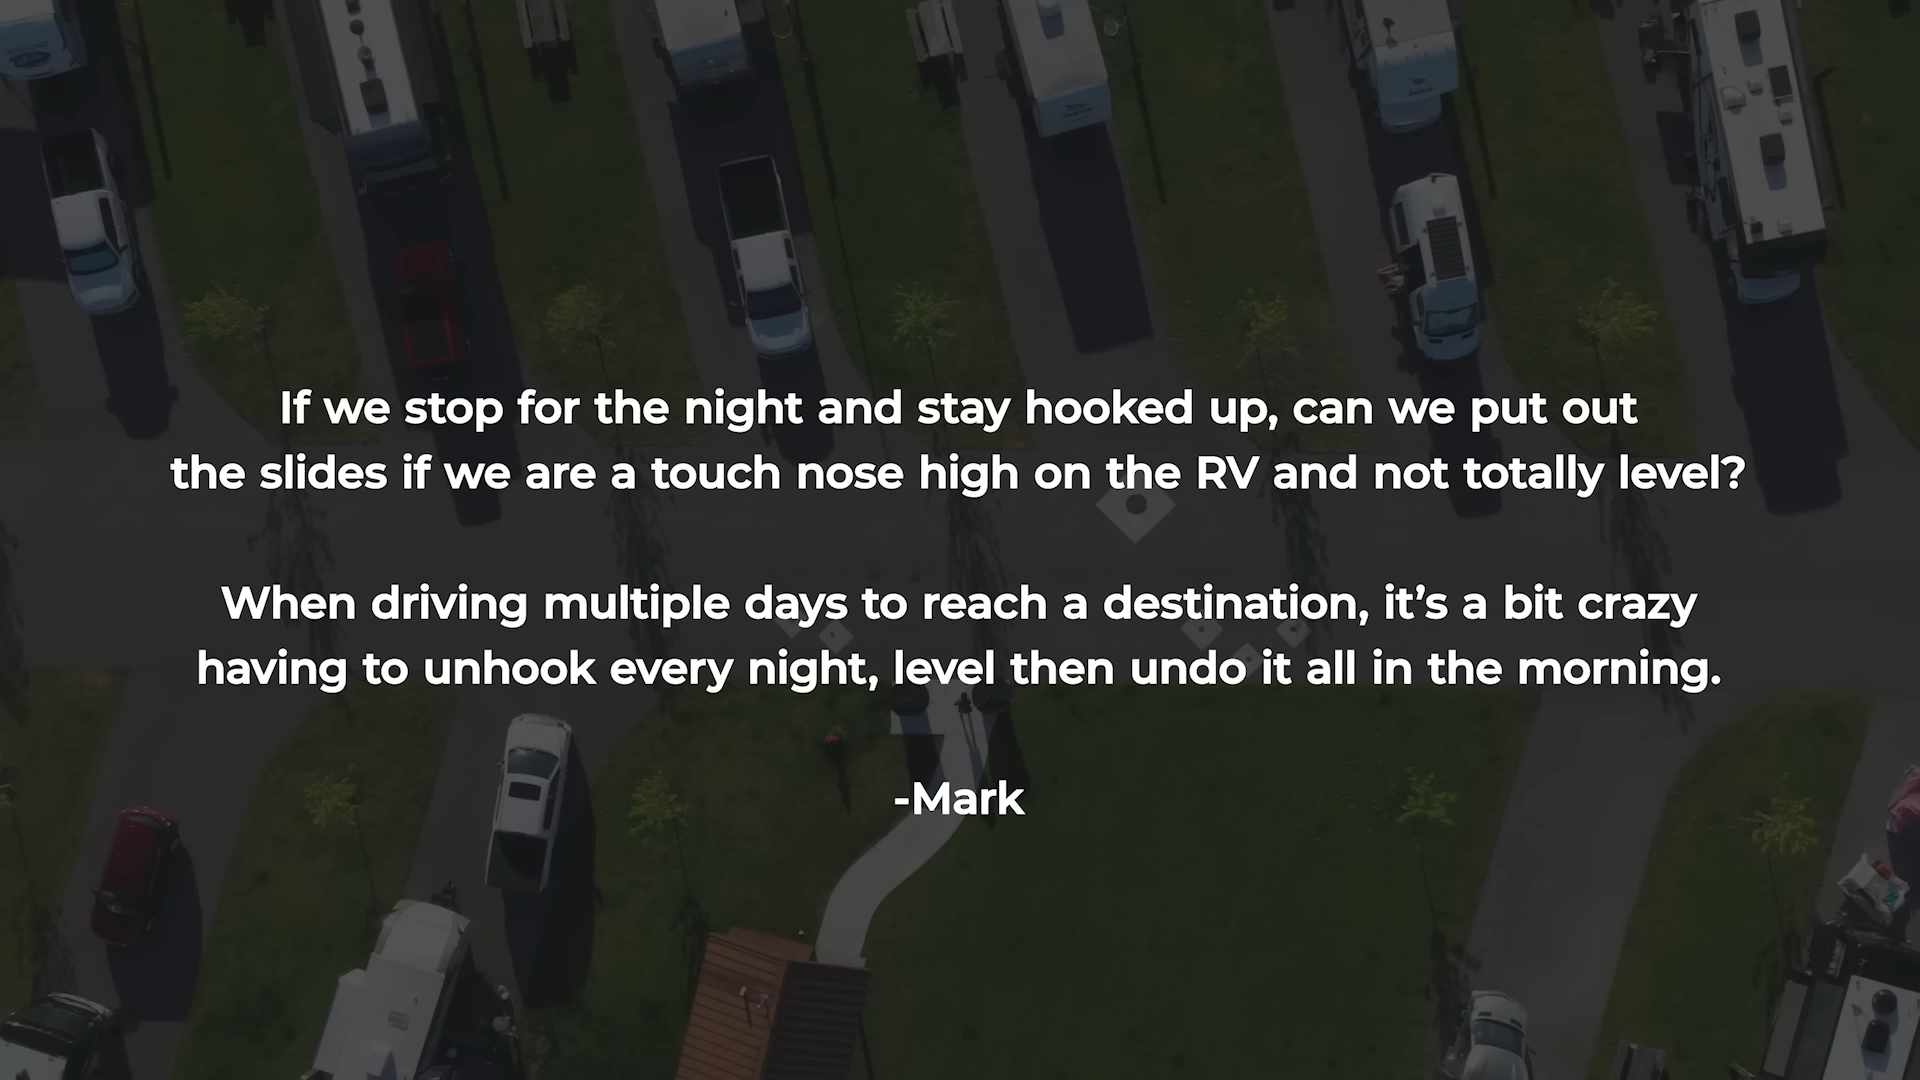 If we stop for the night and stay hooked up, can we put out
the slides if we are a touch nose high on the RV and not totally level?
When driving multiple days to reach a destination, it’s a bit crazy
having to unhook every night, level then undo it all in the morning.
-Mark